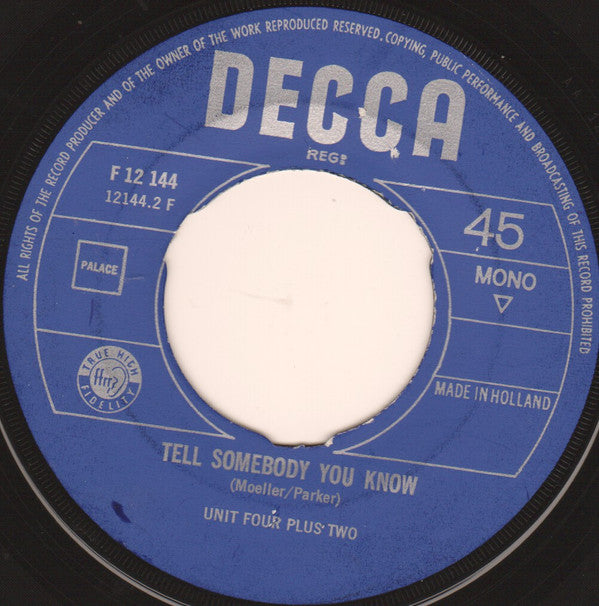 ALL RIGHTS OF THE RECORD PRODUCER AND OF THE OWNER OF THE WORK REPRODUCED RESERVED. COPYING, PUBLIC PERFORMANCE AND BROADCASTING OF THIS RECORD PROHIBITED
DECCA
REGD
F 12 144
12144.2 F
45
PALACE
MONO
TRUE HIGH
ffrr
FIDELITY
MADE IN HOLLAND
TELL SOMEBODY YOU KNOW
(Moeller/Parker)
UNIT FOUR PLUS TWO